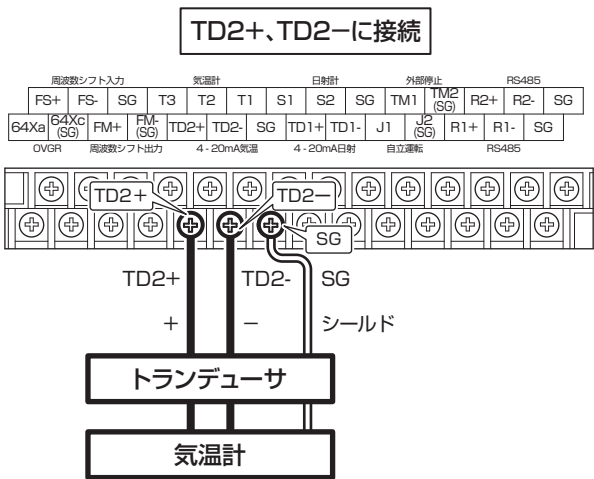 TD2+、TD2−に接続
周波数シフト入力 気温計 日射計 外部停止 RS485
FS+ FS- SG T3 T2 T1 S1 S2 SG TM1 TM2(SG) R2+ R2- SG
64Xa 64Xc(SG) FM+ FM-(SG) TD2+ TD2- SG TD1+ TD1- J1 J2(SG) R1+ R1- SG
OVGR 周波数シフト出力 4 - 20mA気温 4 - 20mA日射 自立運転 RS485
TD2+ TD2−
SG
TD2+ TD2- SG
+ − シールド
トランデューサ
気温計